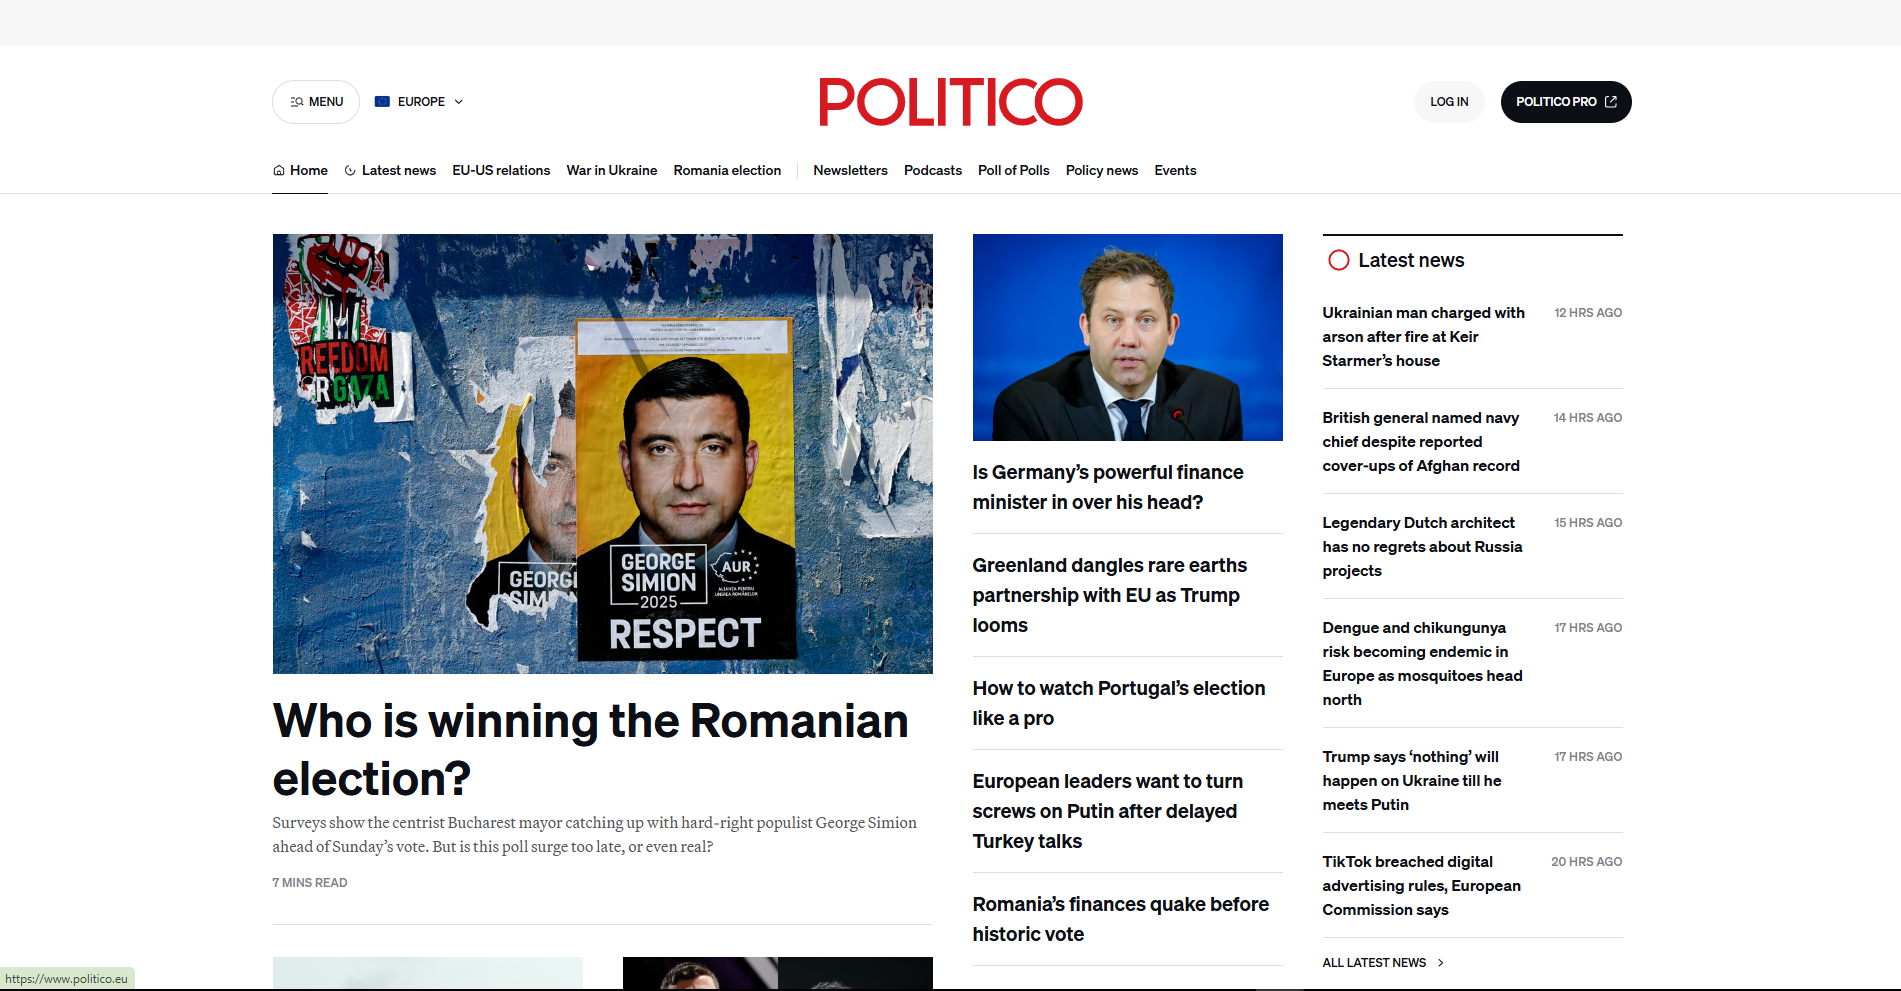 MENU
EUROPE
POLITICO
LOG IN
POLITICO PRO
Home
Latest news
EU-US relations
War in Ukraine
Romania election
Newsletters
Podcasts
Poll of Polls
Policy news
Events
REEDOM
OR GAZA
GEORGE
SIMION
2025
AUR
ALIANȚA PENTRU
UNIREA ROMÂNILOR
RESPECT
Who is winning the Romanian
election?
Surveys show the centrist Bucharest mayor catching up with hard-right populist George Simion
ahead of Sunday’s vote. But is this poll surge too late, or even real?
7 MINS READ
Is Germany’s powerful finance
minister in over his head?
Greenland dangles rare earths
partnership with EU as Trump
looms
How to watch Portugal’s election
like a pro
European leaders want to turn
screws on Putin after delayed
Turkey talks
Romania’s finances quake before
historic vote
Latest news
Ukrainian man charged with
arson after fire at Keir
Starmer’s house
12 HRS AGO
British general named navy
chief despite reported
cover-ups of Afghan record
14 HRS AGO
Legendary Dutch architect
has no regrets about Russia
projects
15 HRS AGO
Dengue and chikungunya
risk becoming endemic in
Europe as mosquitoes head
north
17 HRS AGO
Trump says ‘nothing’ will
happen on Ukraine till he
meets Putin
17 HRS AGO
TikTok breached digital
advertising rules, European
Commission says
20 HRS AGO
ALL LATEST NEWS
https://www.politico.eu